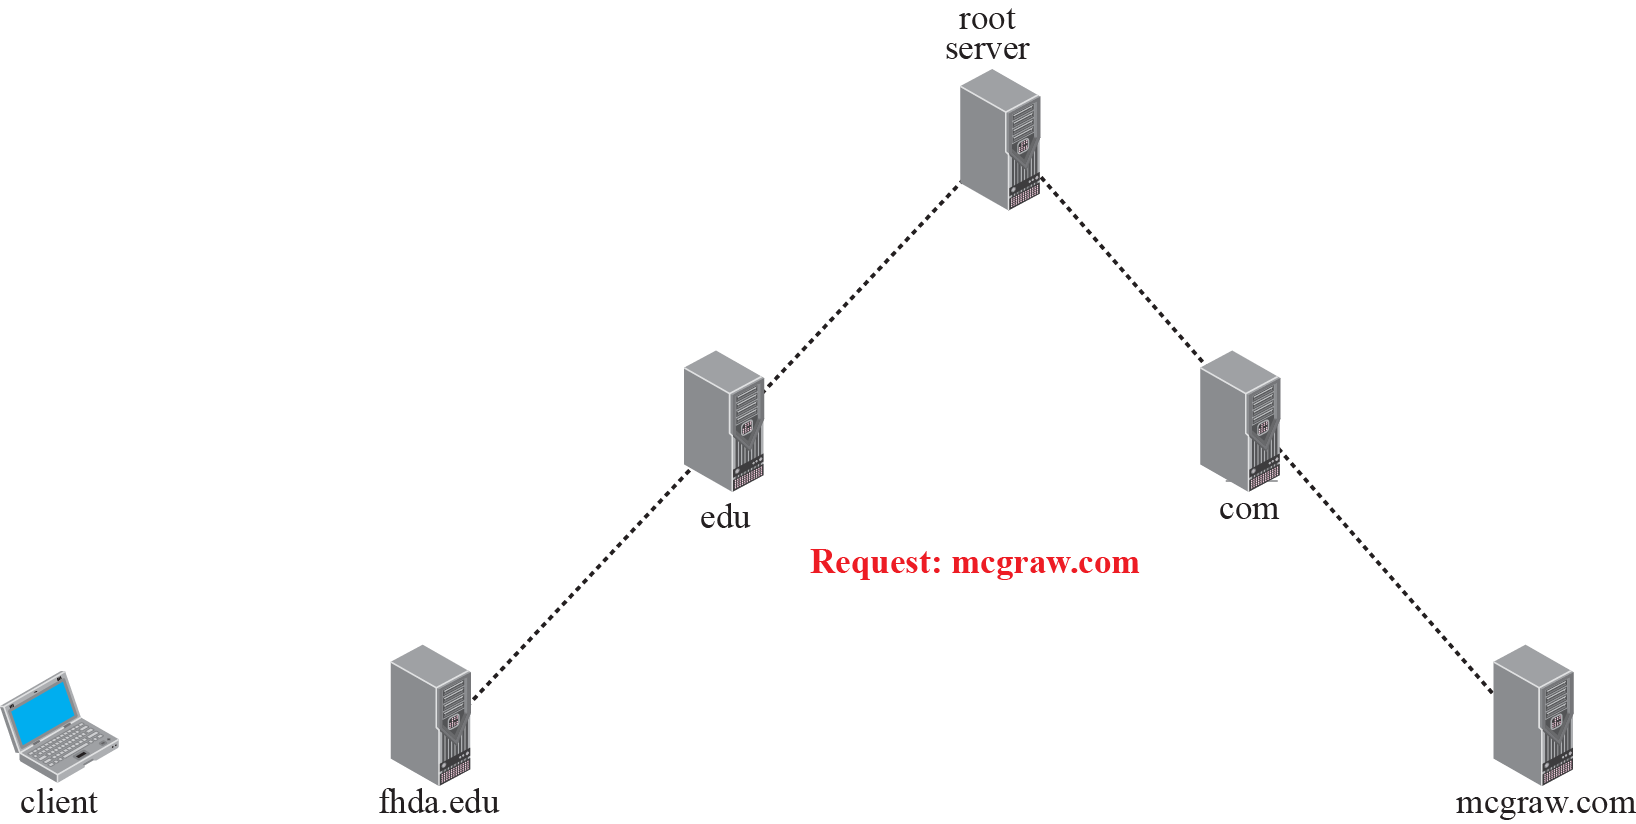 root
server
edu
com
Request: mcgraw.com
client
fhda.edu
mcgraw.com